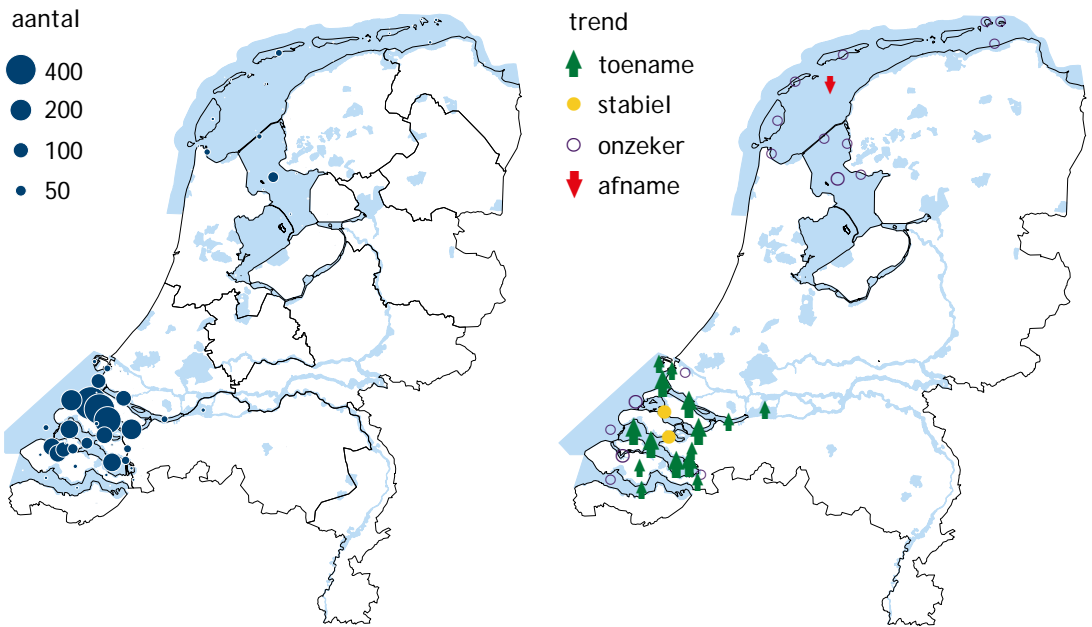 aantal
400
200
100
50
trend
toename
stabiel
onzeker
afname